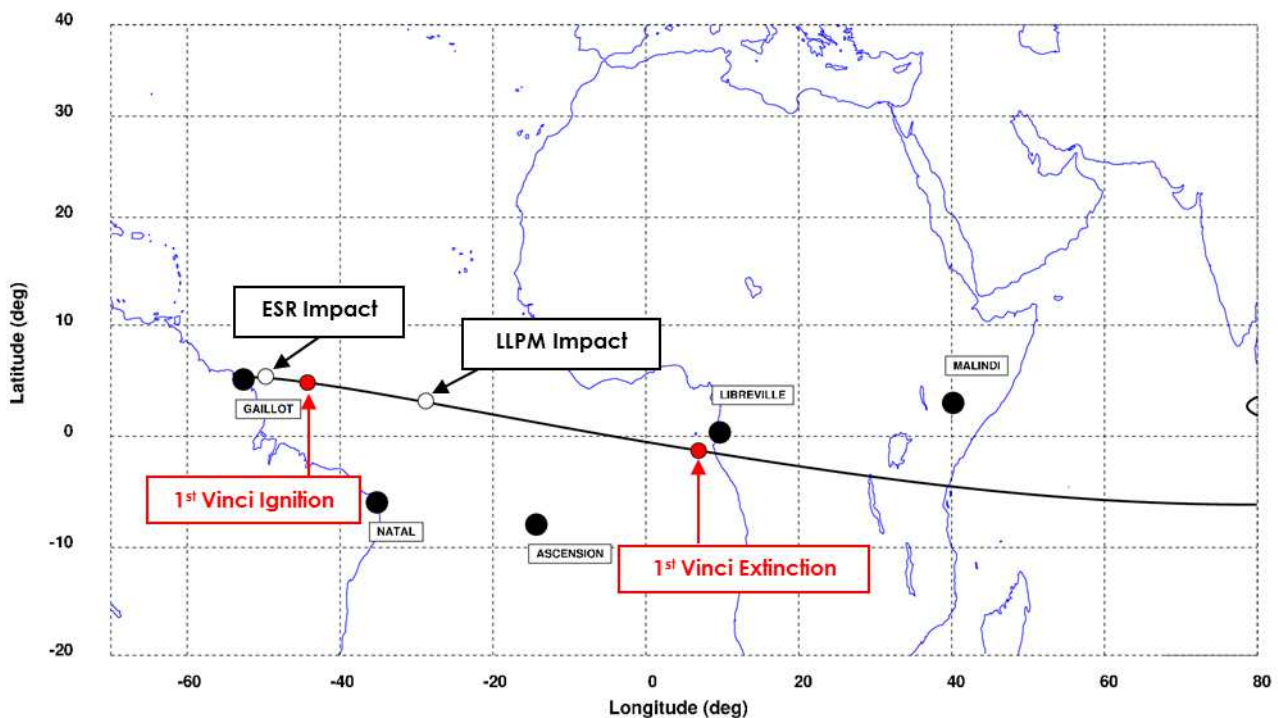 40
30
20
10
0
-10
-20
Latitude (deg)
ESR Impact
LLPM Impact
MALINDI
LIBREVILLE
GAILLOT
1st Vinci Ignition
NATAL
ASCENSION
1st Vinci Extinction
-60 -40 -20 0 20 40 60 80
Longitude (deg)